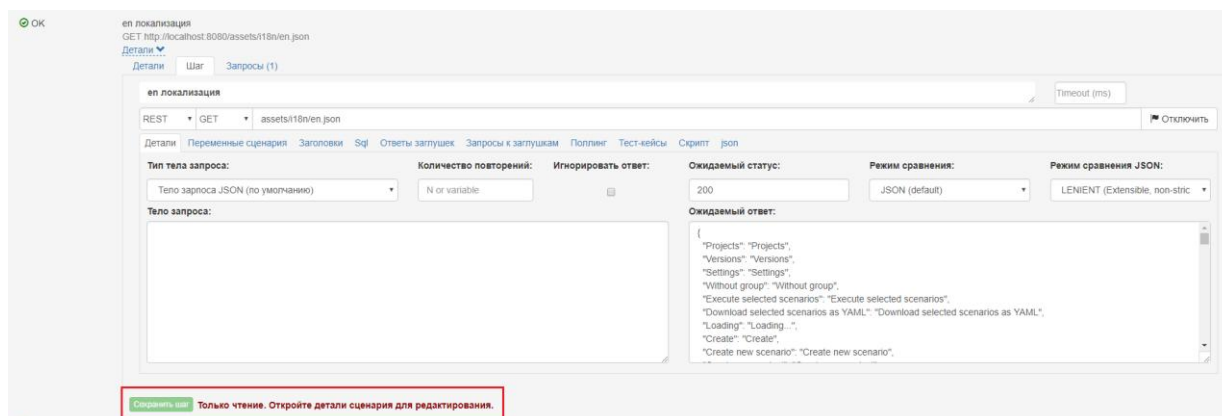 OK
en локализация
GET http://localhost:8080/assets/i18n/en.json
Детали
Детали Шаг Запросы (1)
en локализация Timeout (ms)
REST GET assets/i18n/en.json Отключить
Детали Переменные сценария Заголовки Sql Ответы заглушек Запросы к заглушкам Поллинг Тест-кейсы Скрипт json
Тип тела запроса: Количество повторений: Игнорировать ответ: Ожидаемый статус: Режим сравнения: Режим сравнения JSON:
Тело зарпоса JSON (по умолчанию) N or variable 200 JSON (default) LENIENT (Extensible, non-stric
Тело запроса: Ожидаемый ответ:
{
"Projects": "Projects",
"Versions": "Versions",
"Settings": "Settings",
"Without group": "Without group",
"Execute selected scenarios": "Execute selected scenarios",
"Download selected scenarios as YAML": "Download selected scenarios as YAML",
"Loading": "Loading...",
"Create": "Create",
"Create new scenario": "Create new scenario",
Сохранить шаг Только чтение. Откройте детали сценария для редактирования.